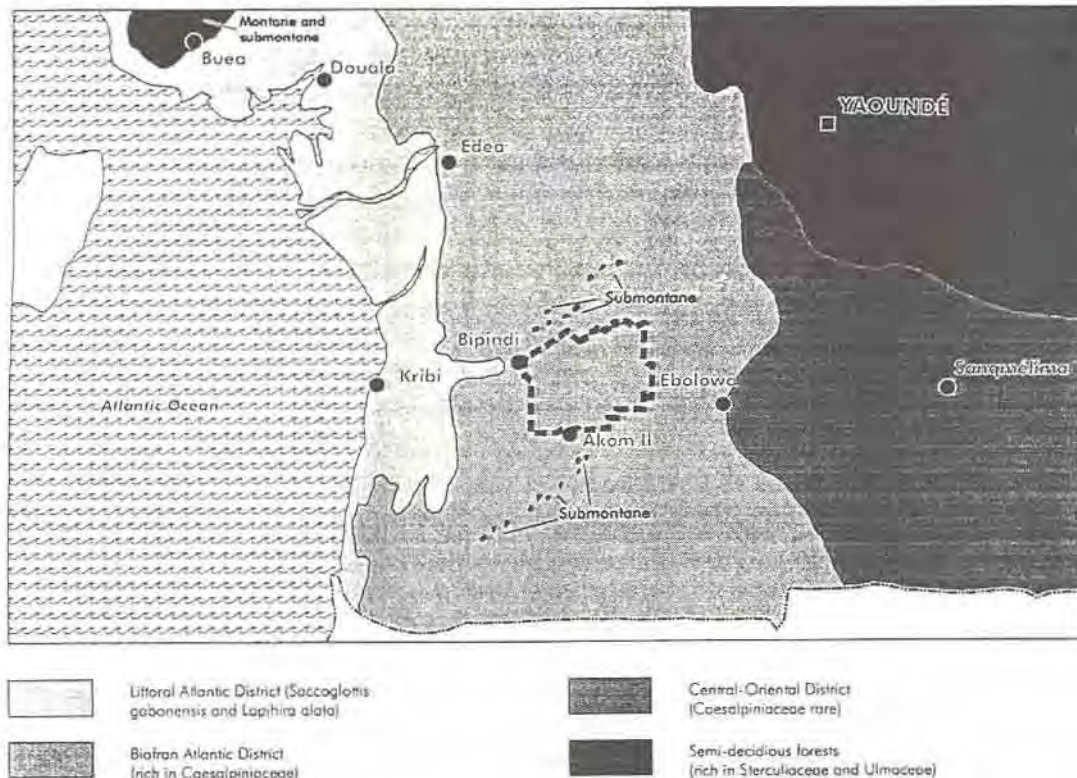 Montane and
submontane
Buea
Douala
YAOUNDÉ
Edea
Submontane
Bipindi
Kribi
Ebolowa
Sangmélima
Atlantic Ocean
Akom II
Submontane
Littoral Atlantic District (Saccoglottis
gabonensis and Lophira alata)
Biafran Atlantic District
(rich in Caesalpiniaceae)
Central-Oriental District
(Caesalpiniaceae rare)
Semi-decidious forests
(rich in Sterculiaceae and Ulmaceae)